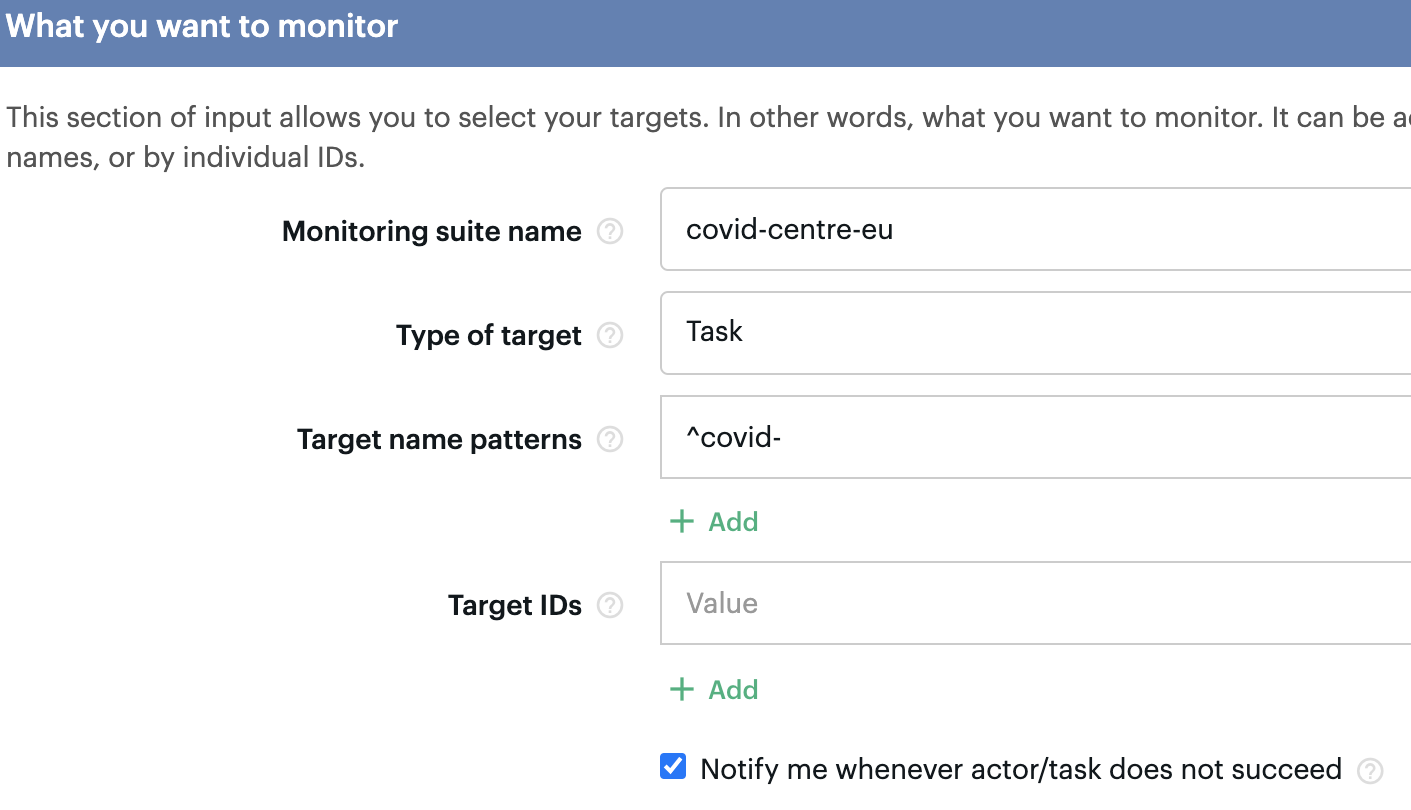 What you want to monitor
This section of input allows you to select your targets. In other words, what you want to monitor. It can be
names, or by individual IDs.
Monitoring suite name ? covid-centre-eu
Type of target ? Task
Target name patterns ? ^covid-
+ Add
Target IDs ? Value
+ Add
Notify me whenever actor/task does not succeed ?